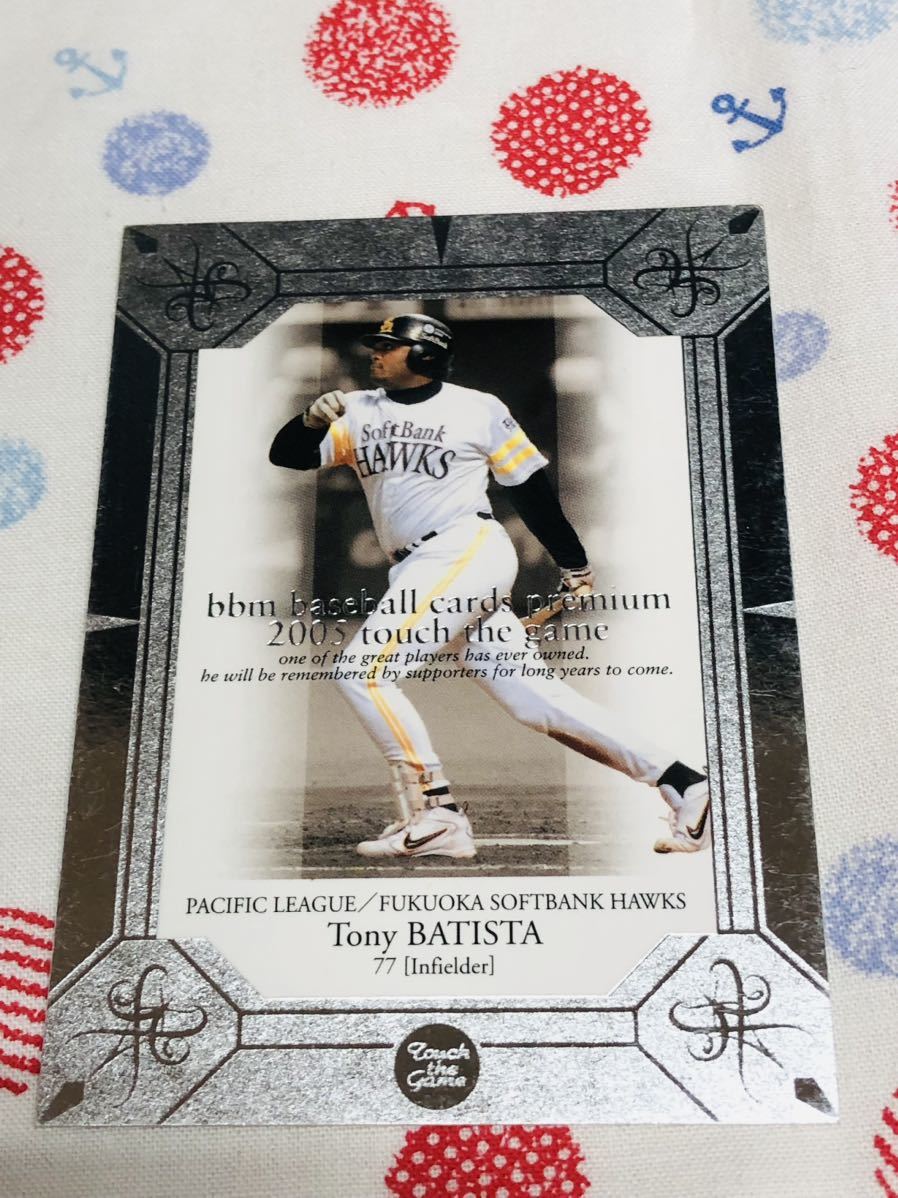 SoftBank
HAWKS
bbm baseball cards premium
2005 touch the game
one of the great players has ever owned.
he will be remembered by supporters for long years to come.
PACIFIC LEAGUE／FUKUOKA SOFTBANK HAWKS
Tony BATISTA
77 [Infielder]
Touch
the
Game